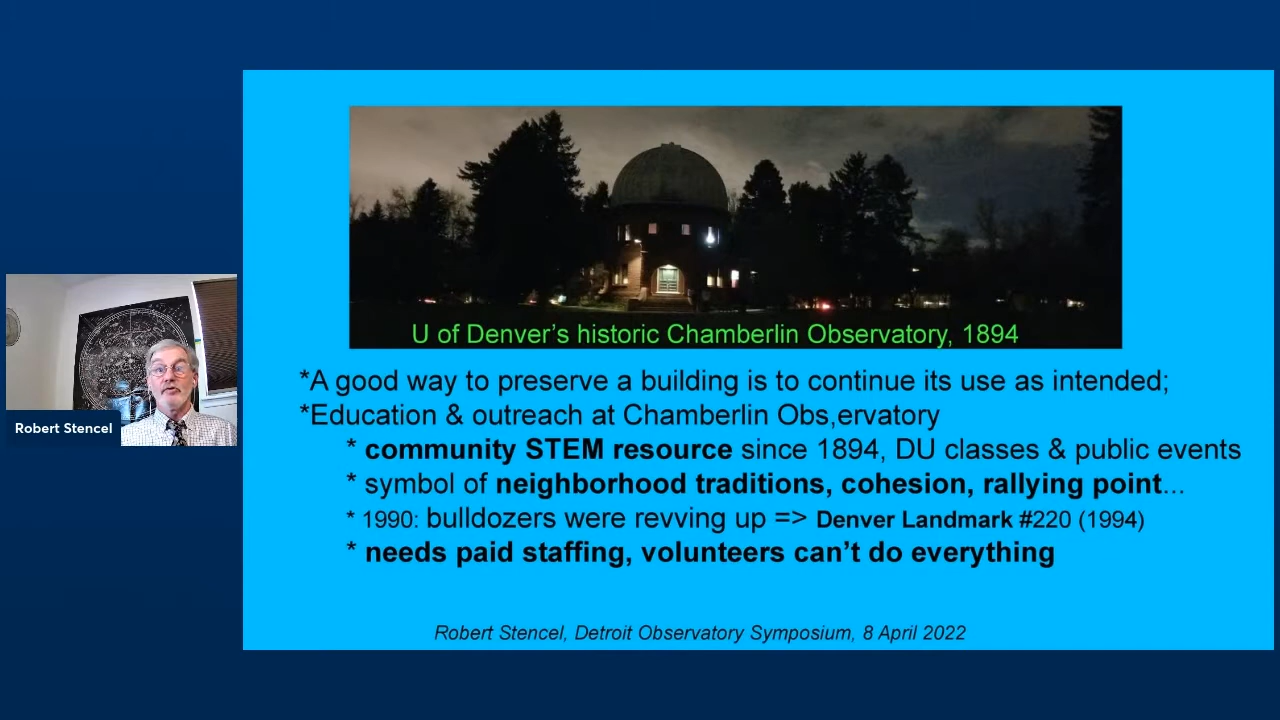 U of Denver's historic Chamberlin Observatory, 1894
*A good way to preserve a building is to continue its use as intended;
*Education & outreach at Chamberlin Obs,ervatory
* community STEM resource since 1894, DU classes & public events
* symbol of neighborhood traditions, cohesion, rallying point...
* 1990: bulldozers were revving up => Denver Landmark #220 (1994)
* needs paid staffing, volunteers can't do everything
Robert Stencel, Detroit Observatory Symposium, 8 April 2022
Robert Stencel